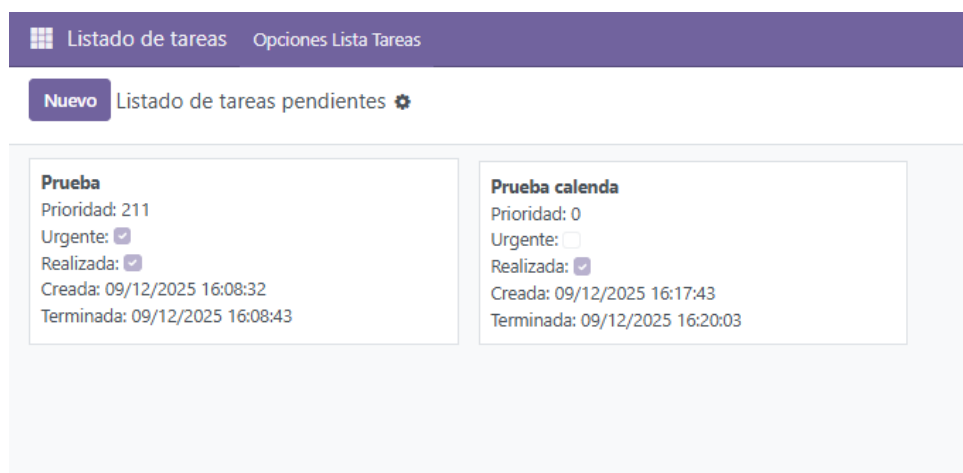 Listado de tareas Opciones Lista Tareas
Nuevo Listado de tareas pendientes
Prueba
Prioridad: 211
Urgente:
Realizada:
Creada: 09/12/2025 16:08:32
Terminada: 09/12/2025 16:08:43
Prueba calenda
Prioridad: 0
Urgente:
Realizada:
Creada: 09/12/2025 16:17:43
Terminada: 09/12/2025 16:20:03